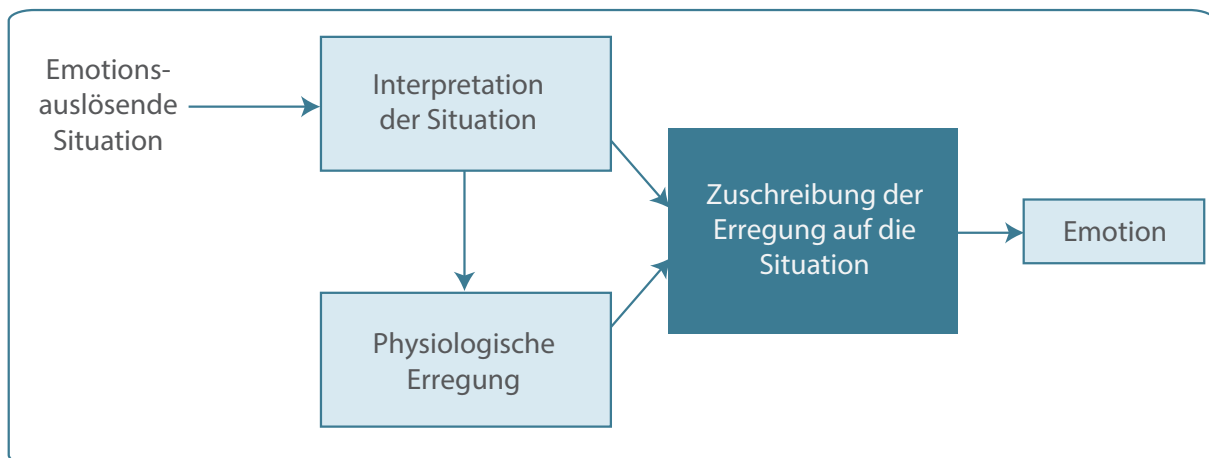 Emotions-
auslösende
Situation
Interpretation
der Situation
Physiologische
Erregung
Zuschreibung der
Erregung auf die
Situation
Emotion